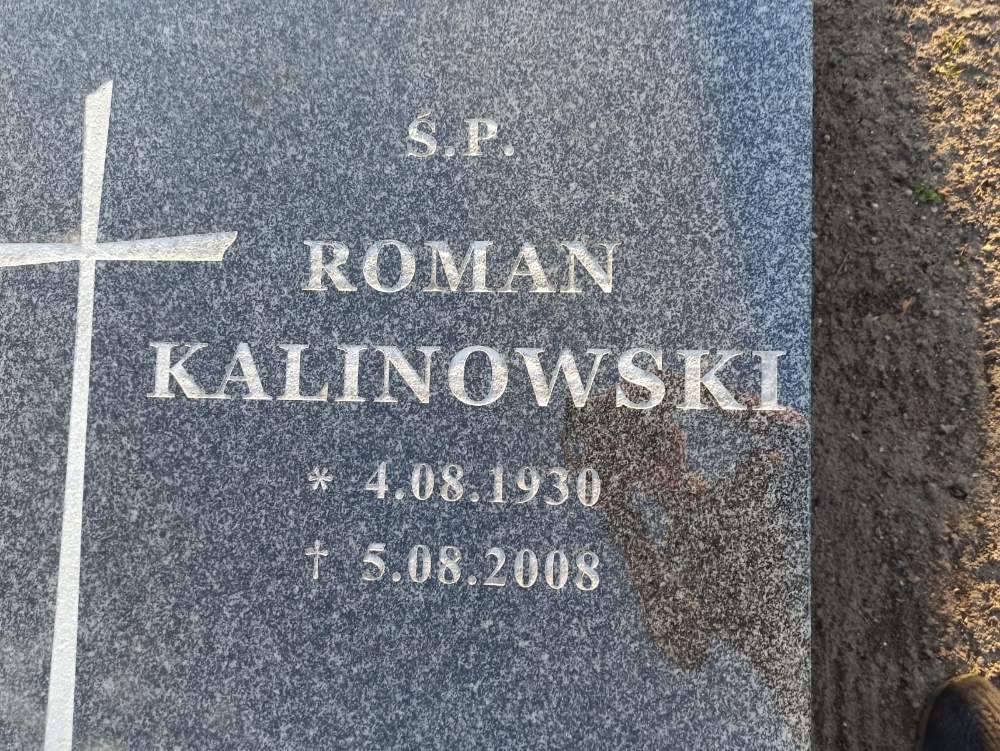 Ś.P.
ROMAN
KALINOWSKI
* 4.08.1930
† 5.08.2008